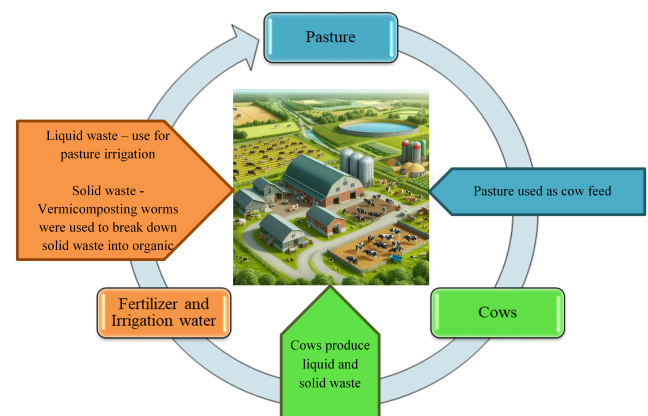 Pasture
Liquid waste – use for
pasture irrigation
Solid waste -
Vermicomposting worms
were used to break down
solid waste into organic
Pasture used as cow feed
Fertilizer and
Irrigation water
Cows
Cows produce
liquid and
solid waste